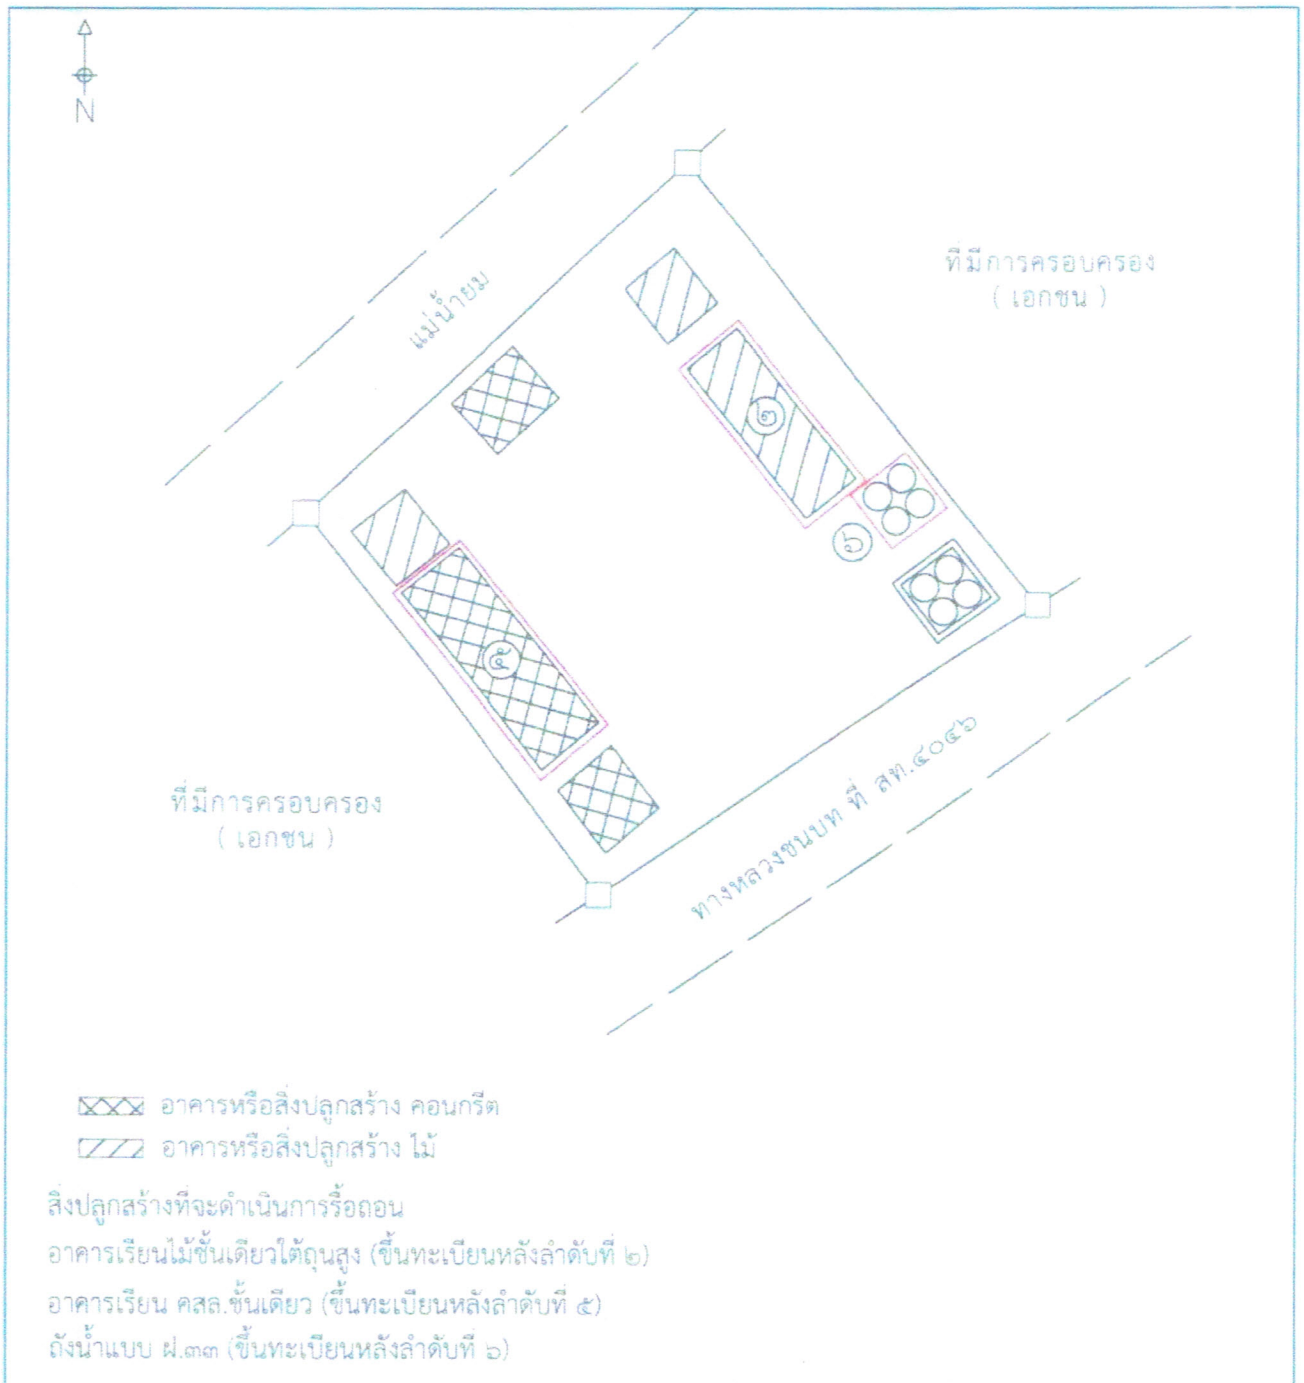 N
แม่น้ำยม
ที่มีการครอบครอง
( เอกชน )
๒
๖
๕
ที่มีการครอบครอง
( เอกชน )
ทางหลวงชนบท ที่ สท.๔๐๔๖
อาคารหรือสิ่งปลูกสร้าง คอนกรีต
อาคารหรือสิ่งปลูกสร้าง ไม้
สิ่งปลูกสร้างที่จะดำเนินการรื้อถอน
อาคารเรียนไม้ชั้นเดียวใต้ถุนสูง (ขึ้นทะเบียนหลังลำดับที่ ๒)
อาคารเรียน คสล.ชั้นเดียว (ขึ้นทะเบียนหลังลำดับที่ ๕)
ถังน้ำแบบ ฝ.๓๓ (ขึ้นทะเบียนหลังลำดับที่ ๖)